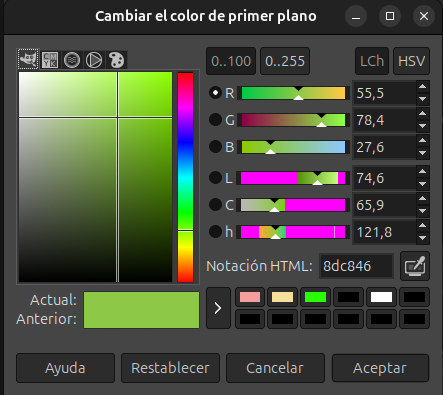 Cambiar el color de primer plano
0..100 0..255 LCh HSV
R 55,5
G 78,4
B 27,6
L 74,6
C 65,9
h 121,8
Notación HTML: 8dc846
Actual:
Anterior:
Ayuda Restablecer Cancelar Aceptar